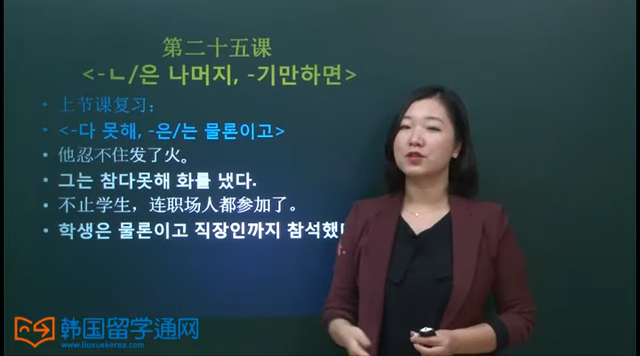 第二十五课
<-ㄴ/은 나머지, -기만하면>
• 上节课复习：
• <-다 못해, -은/는 물론이고>
• 他忍不住发了火。
• 그는 참다못해 화를 냈다.
• 不止学生，连职场人都参加了。
• 학생은 물론이고 직장인까지 참석했
韩国留学通网
www.liuxuekorea.com